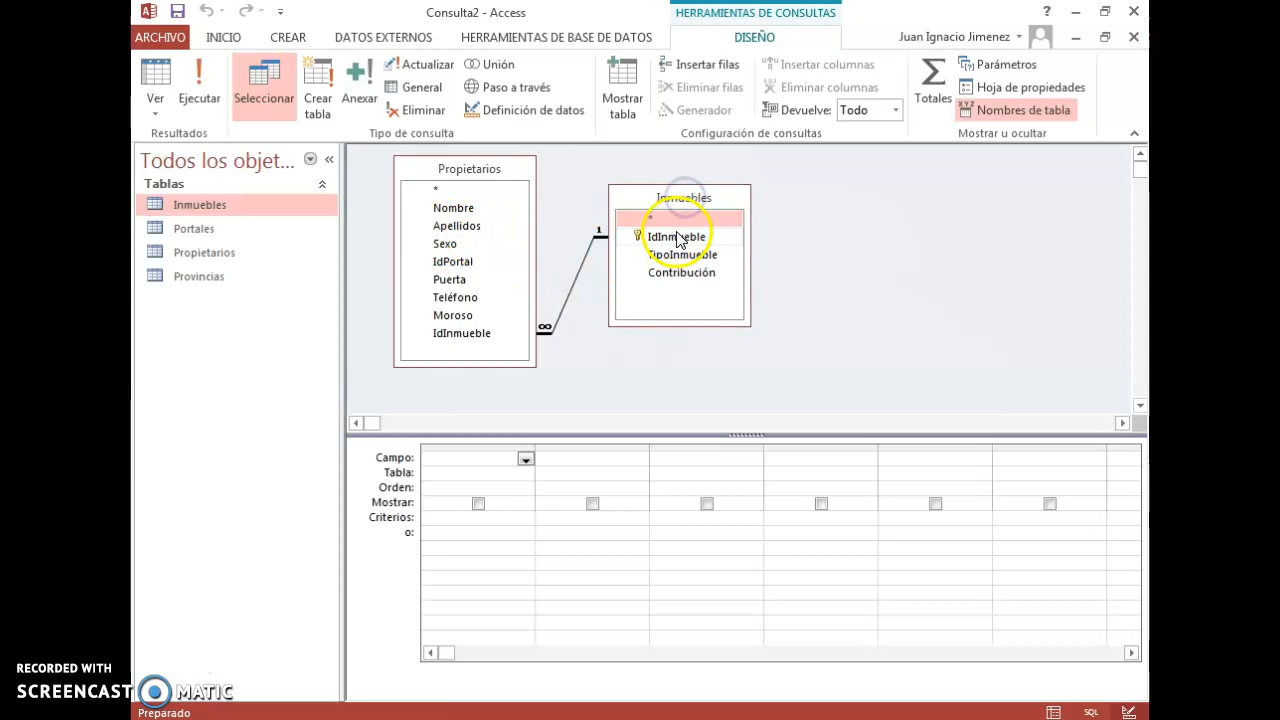 Consulta2 - Access
HERRAMIENTAS DE CONSULTAS
?
ARCHIVO
INICIO
CREAR
DATOS EXTERNOS
HERRAMIENTAS DE BASE DE DATOS
DISEÑO
Juan Ignacio Jimenez
Ver
Ejecutar
Seleccionar
Crear tabla
Anexar
Actualizar
General
Eliminar
Unión
Paso a través
Definición de datos
Mostrar tabla
Insertar filas
Eliminar filas
Generador
Insertar columnas
Eliminar columnas
Devuelve: Todo
Totales
Parámetros
Hoja de propiedades
Nombres de tabla
Resultados
Tipo de consulta
Configuración de consultas
Mostrar u ocultar
Todos los objet...
Tablas
Inmuebles
Portales
Propietarios
Provincias
Propietarios
*
Nombre
Apellidos
Sexo
IdPortal
Puerta
Teléfono
Moroso
IdInmueble
1
∞
Inmuebles
*
IdInmueble
TipoInmueble
Contribución
Campo:
Tabla:
Orden:
Mostrar:
Criterios:
o:
RECORDED WITH
SCREENCAST MATIC
Preparado
SQL